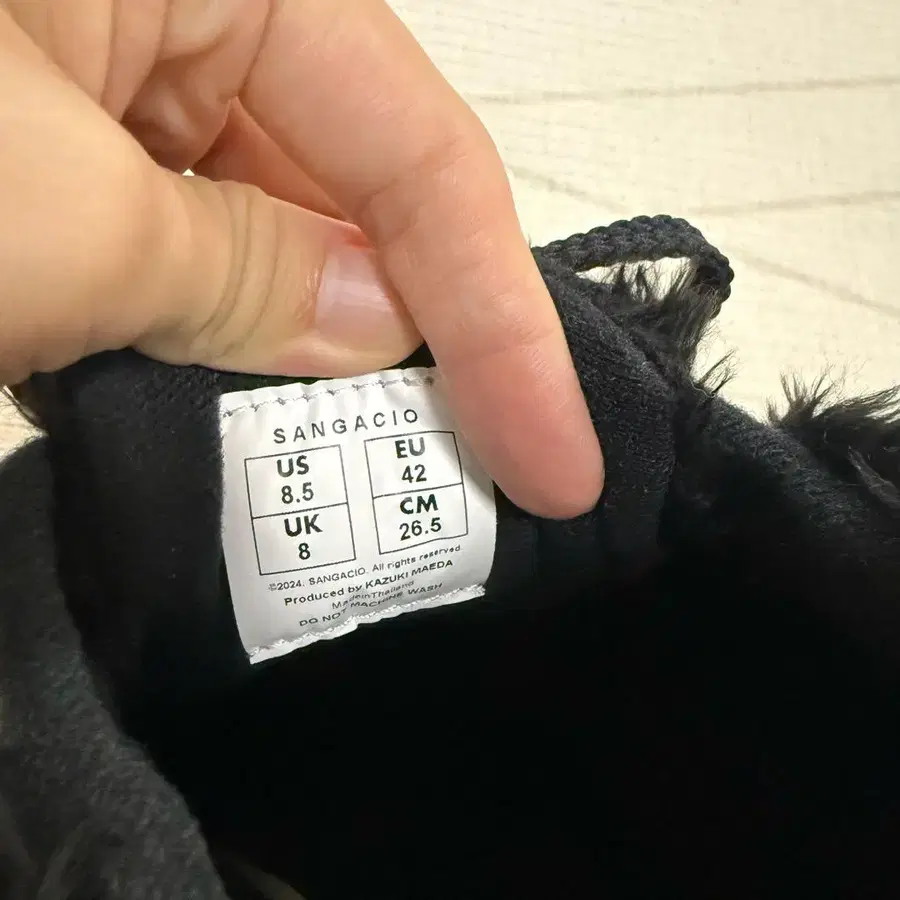 SANGACIO
US
8.5
EU
42
UK
8
CM
26.5
©2024. SANGACIO. All rights reserved.
Produced by KAZUKI MAEDA
Made in Thailand
DO NOT MACHINE WASH